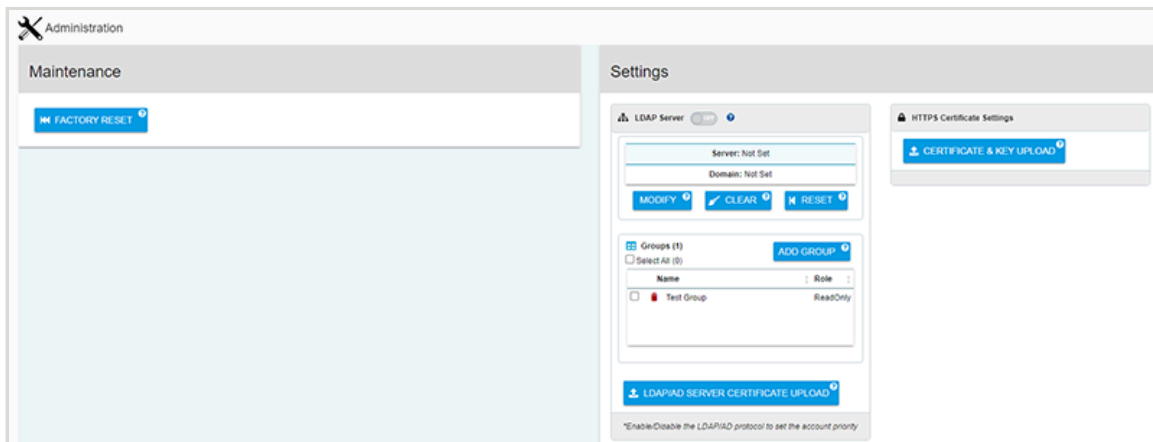 Administration
Maintenance
FACTORY RESET
Settings
LDAP Server OFF
Server: Not Set
Domain: Not Set
MODIFY CLEAR RESET
Groups (1)
Select All (0)
ADD GROUP
Name Role
Test Group ReadOnly
LDAP/AD SERVER CERTIFICATE UPLOAD
*Enable/Disable the LDAP/AD protocol to set the account priority
HTTPS Certificate Settings
CERTIFICATE & KEY UPLOAD